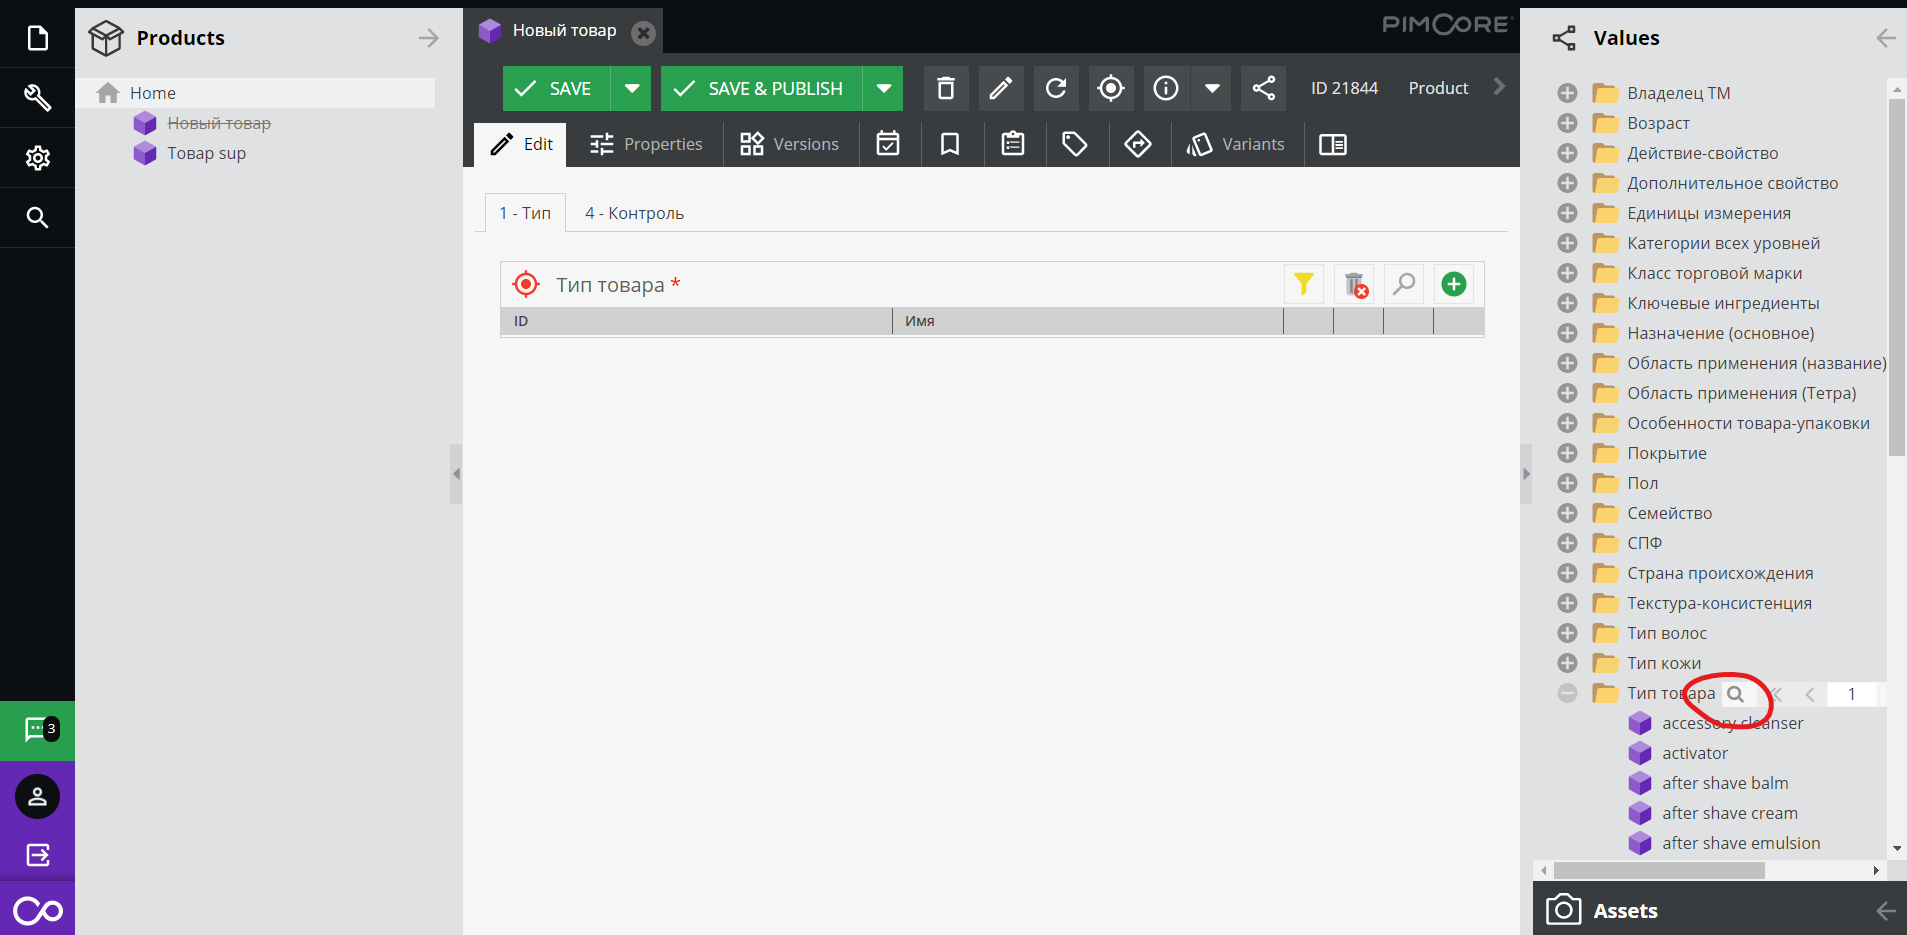 Products
Home
Новый товар
Товар sup
3
Новый товар
PIMCORE
SAVE
SAVE & PUBLISH
ID 21844
Product
Edit
Properties
Versions
Variants
1 - Тип
4 - Контроль
Тип товара *
ID
Имя
Values
Владелец ТМ
Возраст
Действие-свойство
Дополнительное свойство
Единицы измерения
Категории всех уровней
Класс торговой марки
Ключевые ингредиенты
Назначение (основное)
Область применения (название)
Область применения (Тетра)
Особенности товара-упаковки
Покрытие
Пол
Семейство
СПФ
Страна происхождения
Текстура-консистенция
Тип волос
Тип кожи
Тип товара 1
accessory cleanser
activator
after shave balm
after shave cream
after shave emulsion
Assets